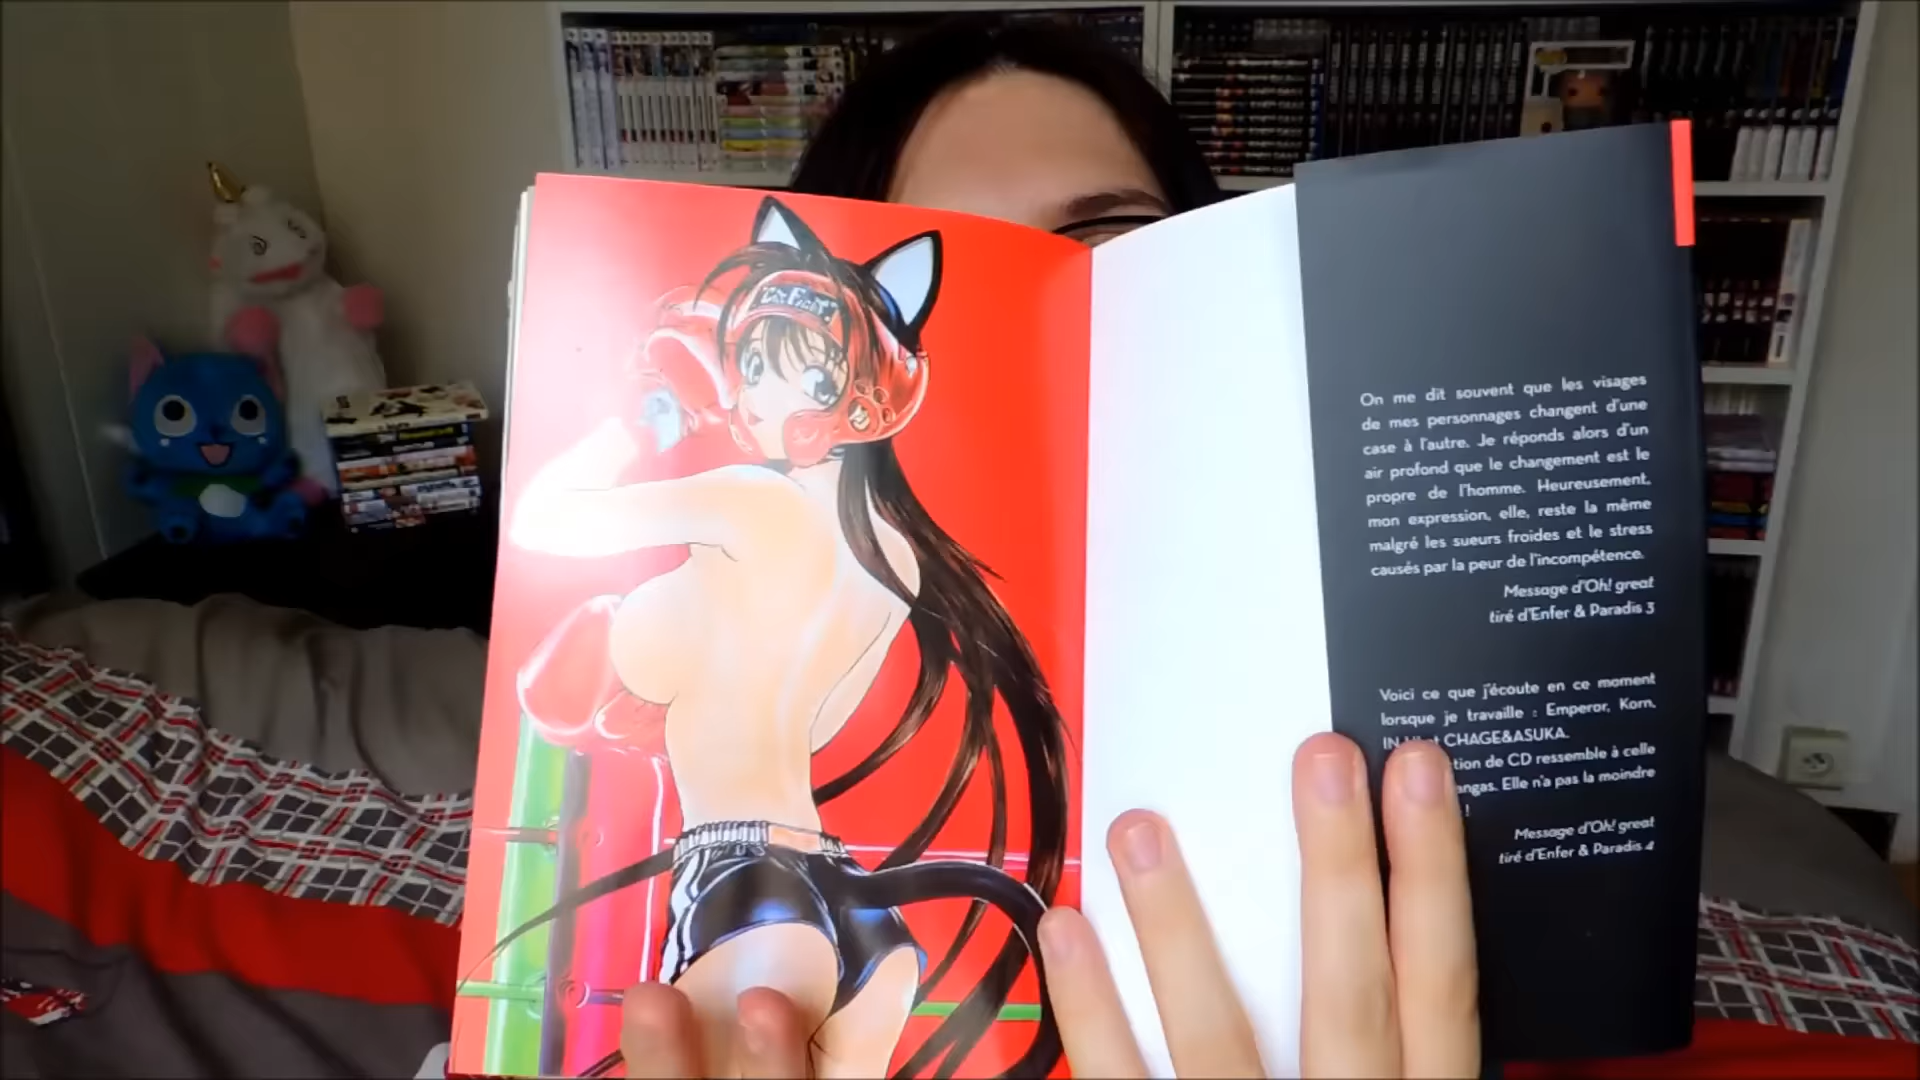 On me dit souvent que les visages
de mes personnages changent d'une
case à l'autre. Je réponds alors d'un
air profond que le changement est le
propre de l'homme. Heureusement,
mon expression, elle, reste la même
malgré les sueurs froides et le stress
causés par la peur de l'incompétence.
Message d'Oh! great
tiré d'Enfer & Paradis 3
Voici ce que j'écoute en ce moment
lorsque je travaille : Emperor, Korn,
CHAGE&ASUKA.
tion de CD ressemble à celle
angas. Elle n'a pas la moindre
!
Message d'Oh! great
tiré d'Enfer & Paradis 4